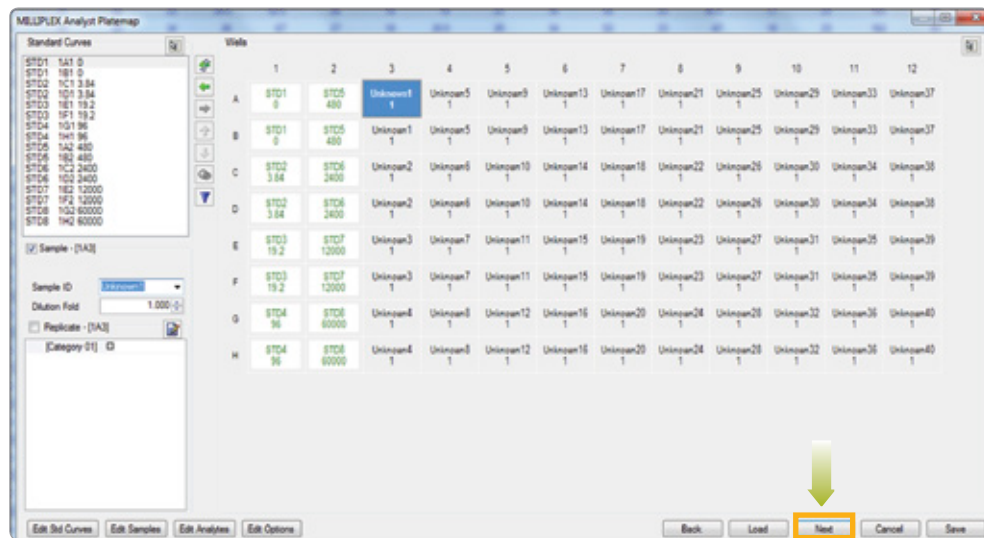 MILLIPLEX Analyst Platemap
Standard Curves
STD1 1A1 0
STD1 1B1 0
STD2 1C1 3.84
STD2 1D1 3.84
STD3 1E1 19.2
STD3 1F1 19.2
STD4 1G1 96
STD4 1H1 96
STD5 1A2 480
STD5 1B2 480
STD6 1C2 2400
STD6 1D2 2400
STD7 1E2 12000
STD7 1F2 12000
STD8 1G2 60000
STD8 1H2 60000
Sample - [1A3]
Sample ID Unknown1
Dilution Fold 1.000
Replicate - [1A3]
[Category 01]
Wells
1 2 3 4 5 6 7 8 9 10 11 12
A STD1 STD5 Unknown1 Unknown5 Unknown9 Unknown13 Unknown17 Unknown21 Unknown25 Unknown29 Unknown33 Unknown37
0 480 1 1 1 1 1 1 1 1 1 1
B STD1 STD5 Unknown1 Unknown5 Unknown9 Unknown13 Unknown17 Unknown21 Unknown25 Unknown29 Unknown33 Unknown37
0 480 1 1 1 1 1 1 1 1 1 1
C STD2 STD6 Unknown2 Unknown6 Unknown10 Unknown14 Unknown18 Unknown22 Unknown26 Unknown30 Unknown34 Unknown38
3.84 2400 1 1 1 1 1 1 1 1 1 1
D STD2 STD6 Unknown2 Unknown6 Unknown10 Unknown14 Unknown18 Unknown22 Unknown26 Unknown30 Unknown34 Unknown38
3.84 2400 1 1 1 1 1 1 1 1 1 1
E STD3 STD7 Unknown3 Unknown7 Unknown11 Unknown15 Unknown19 Unknown23 Unknown27 Unknown31 Unknown35 Unknown39
19.2 12000 1 1 1 1 1 1 1 1 1 1
F STD3 STD7 Unknown3 Unknown7 Unknown11 Unknown15 Unknown19 Unknown23 Unknown27 Unknown31 Unknown35 Unknown39
19.2 12000 1 1 1 1 1 1 1 1 1 1
G STD4 STD8 Unknown4 Unknown8 Unknown12 Unknown16 Unknown20 Unknown24 Unknown28 Unknown32 Unknown36 Unknown40
96 60000 1 1 1 1 1 1 1 1 1 1
H STD4 STD8 Unknown4 Unknown8 Unknown12 Unknown16 Unknown20 Unknown24 Unknown28 Unknown32 Unknown36 Unknown40
96 60000 1 1 1 1 1 1 1 1 1 1
Edit Std Curves Edit Samples Edit Analytes Edit Options Back Load Next Cancel Save